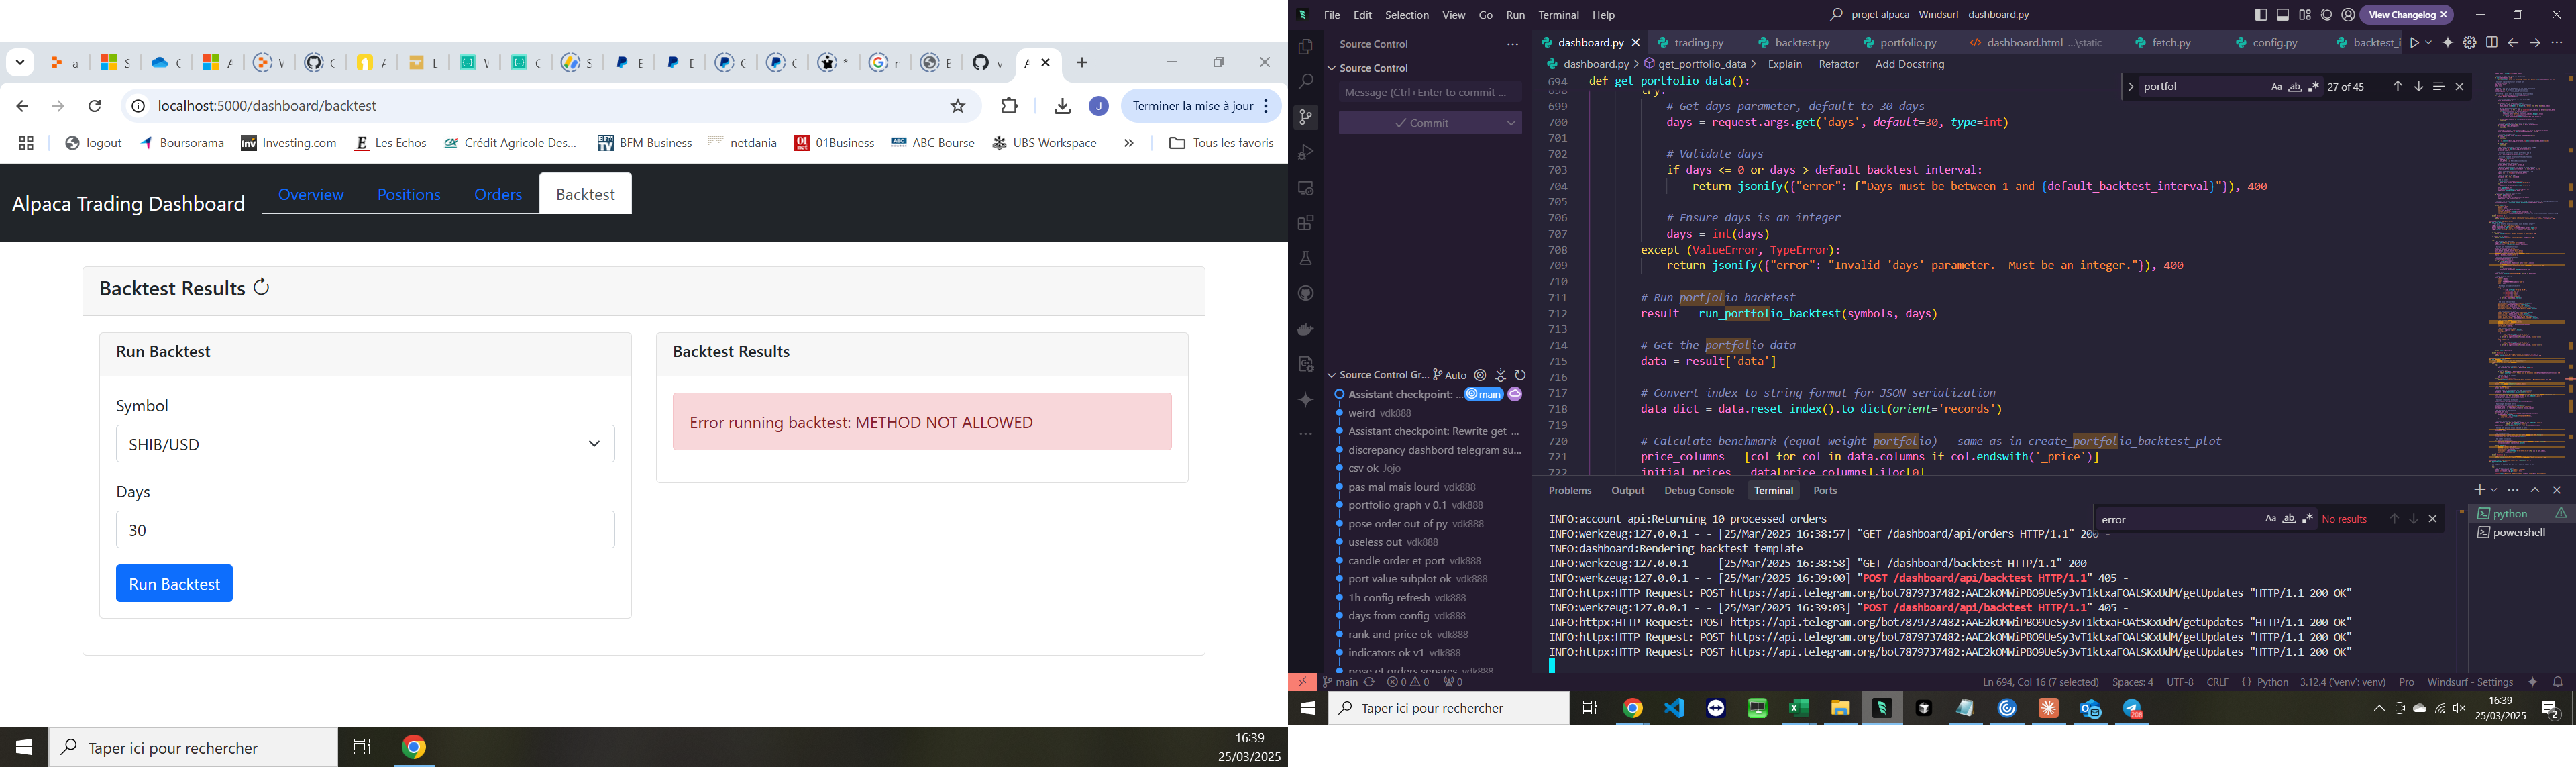 a
S
C
A
V
C
A
L
V
C
S
E
D
C
C
*
r
E
v
A
localhost:5000/dashboard/backtest
J
Terminer la mise à jour
logout
Boursorama
Investing.com
Les Echos
Crédit Agricole Des...
BFM Business
netdania
01Business
ABC Bourse
UBS Workspace
»
Tous les favoris
Alpaca Trading Dashboard
Overview
Positions
Orders
Backtest
Backtest Results
Run Backtest
Symbol
SHIB/USD
Days
30
Run Backtest
Backtest Results
Error running backtest: METHOD NOT ALLOWED
Taper ici pour rechercher
16:39
25/03/2025
File Edit Selection View Go Run Terminal Help
projet alpaca - Windsurf - dashboard.py
View Changelog
Source Control
Source Control
Message (Ctrl+Enter to commit ...
Commit
Source Control Gr... Auto
Assistant checkpoint: ... main
weird vdk888
Assistant checkpoint: Rewrite get_...
discrepancy dashbord telegram su...
csv ok Jojo
pas mal mais lourd vdk888
portfolio graph v 0.1 vdk888
pose order out of py vdk888
useless out vdk888
candle order et port vdk888
port value subplot ok vdk888
1h config refresh vdk888
days from config vdk888
rank and price ok vdk888
indicators ok v1 vdk888
pose et orders separes vdk888
dashboard.py
trading.py
backtest.py
portfolio.py
dashboard.html ...\static
fetch.py
config.py
backtest_i
dashboard.py > get_portfolio_data > Explain Refactor Add Docstring
portfol
Aa ab .* 27 of 45
694 def get_portfolio_data():
698 try:
699 # Get days parameter, default to 30 days
700 days = request.args.get('days', default=30, type=int)
701
702 # Validate days
703 if days <= 0 or days > default_backtest_interval:
704 return jsonify({"error": f"Days must be between 1 and {default_backtest_interval}"}), 400
705
706 # Ensure days is an integer
707 days = int(days)
708 except (ValueError, TypeError):
709 return jsonify({"error": "Invalid 'days' parameter.  Must be an integer."}), 400
710
711 # Run portfolio backtest
712 result = run_portfolio_backtest(symbols, days)
713
714 # Get the portfolio data
715 data = result['data']
716
717 # Convert index to string format for JSON serialization
718 data_dict = data.reset_index().to_dict(orient='records')
719
720 # Calculate benchmark (equal-weight portfolio) - same as in create_portfolio_backtest_plot
721 price_columns = [col for col in data.columns if col.endswith('_price')]
722 initial_prices = data[price_columns].iloc[0]
Problems Output Debug Console Terminal Ports
error
Aa ab .* No results
python
powershell
INFO:account_api:Returning 10 processed orders
INFO:werkzeug:127.0.0.1 - - [25/Mar/2025 16:38:57] "GET /dashboard/api/orders HTTP/1.1" 200 -
INFO:dashboard:Rendering backtest template
INFO:werkzeug:127.0.0.1 - - [25/Mar/2025 16:38:58] "GET /dashboard/backtest HTTP/1.1" 200 -
INFO:werkzeug:127.0.0.1 - - [25/Mar/2025 16:39:00] "POST /dashboard/api/backtest HTTP/1.1" 405 -
INFO:httpx:HTTP Request: POST https://api.telegram.org/bot7879737482:AAE2kOMWiPBO9UeSy3vT1ktxaFOAtSKxUdM/getUpdates "HTTP/1.1 200 OK"
INFO:werkzeug:127.0.0.1 - - [25/Mar/2025 16:39:03] "POST /dashboard/api/backtest HTTP/1.1" 405 -
INFO:httpx:HTTP Request: POST https://api.telegram.org/bot7879737482:AAE2kOMWiPBO9UeSy3vT1ktxaFOAtSKxUdM/getUpdates "HTTP/1.1 200 OK"
INFO:httpx:HTTP Request: POST https://api.telegram.org/bot7879737482:AAE2kOMWiPBO9UeSy3vT1ktxaFOAtSKxUdM/getUpdates "HTTP/1.1 200 OK"
INFO:httpx:HTTP Request: POST https://api.telegram.org/bot7879737482:AAE2kOMWiPBO9UeSy3vT1ktxaFOAtSKxUdM/getUpdates "HTTP/1.1 200 OK"
main 0 0 0
Ln 694, Col 16 (7 selected) Spaces: 4 UTF-8 CRLF {} Python 3.12.4 ('venv': venv) Pro Windsurf - Settings
Taper ici pour rechercher
208
16:39
25/03/2025
2